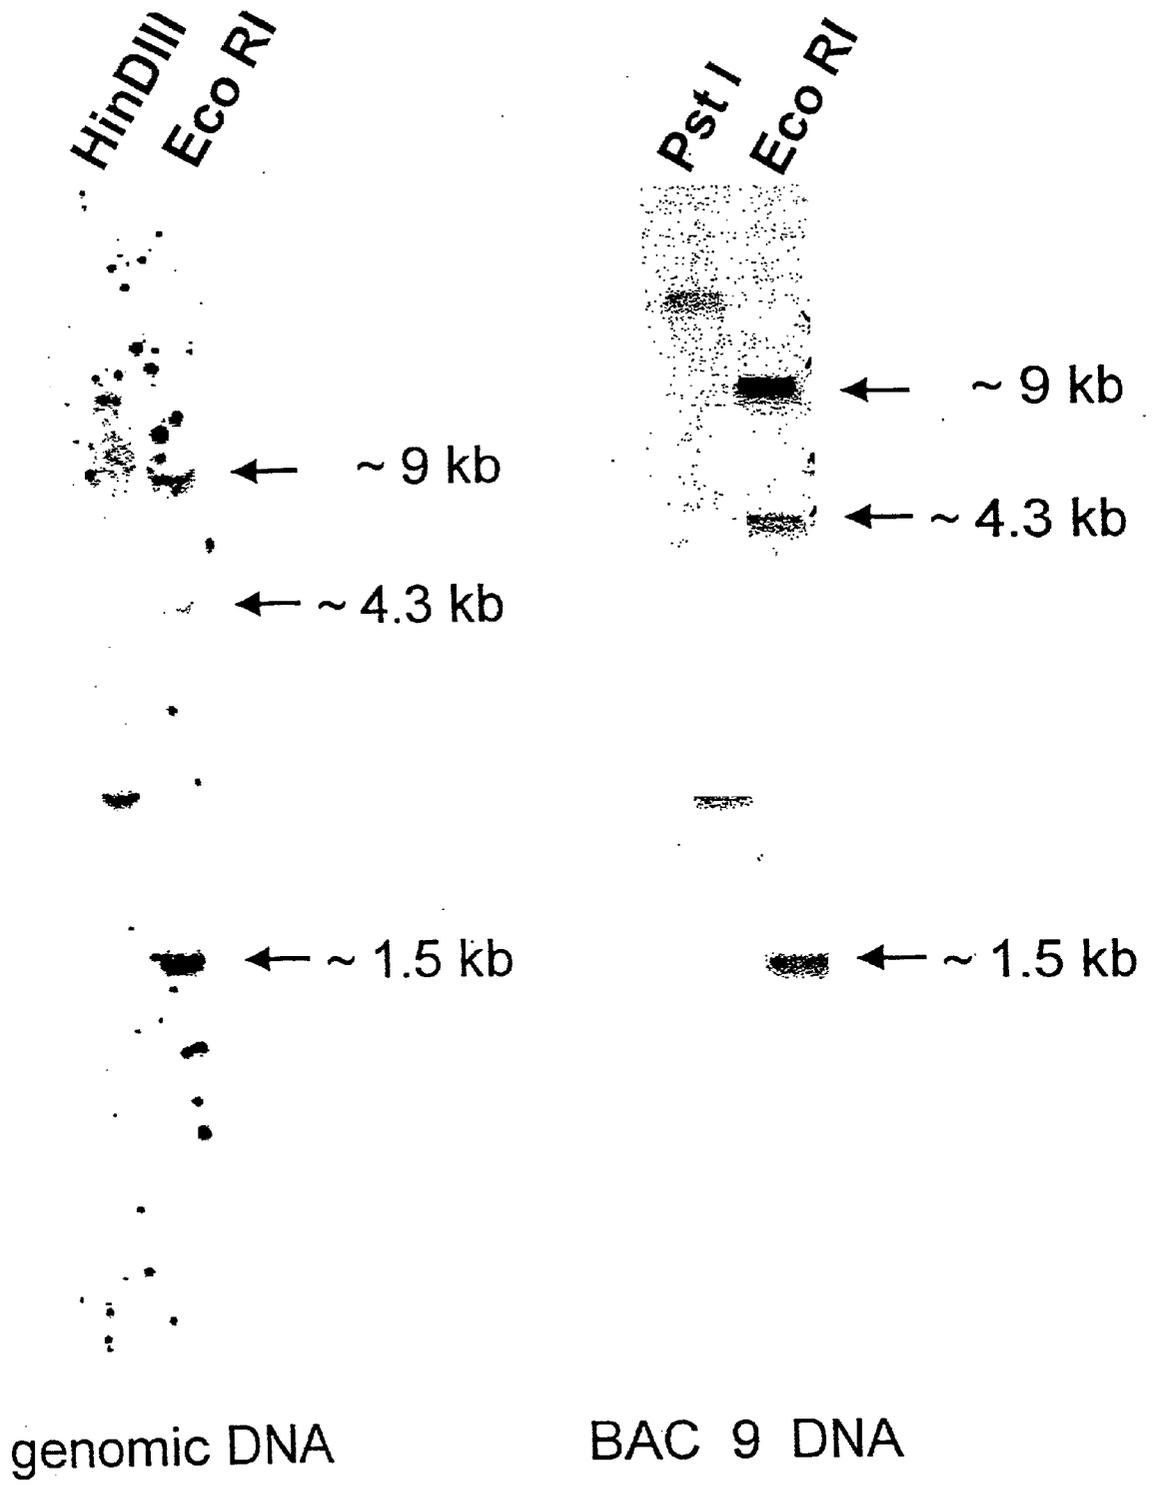 HinDIII
Eco RI
Pst I
Eco RI
~ 9 kb
~ 4.3 kb
~ 1.5 kb
~ 9 kb
~ 4.3 kb
~ 1.5 kb
genomic DNA
BAC 9 DNA